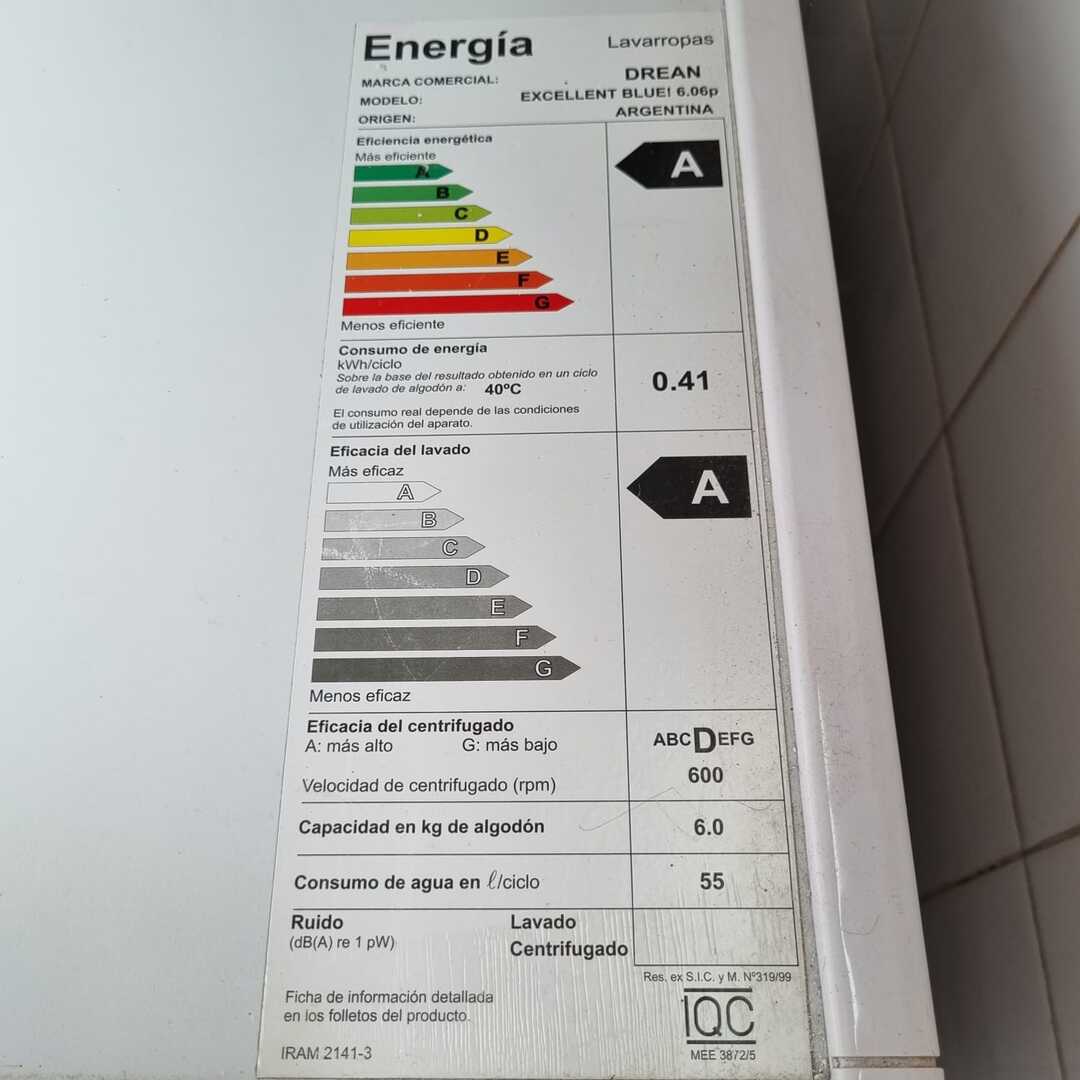 Energía
Lavarropas
MARCA COMERCIAL: DREAN
MODELO: EXCELLENT BLUE! 6.06p
ORIGEN: ARGENTINA
Eficiencia energética
Más eficiente
A
A
B
C
D
E
F
G
Menos eficiente
Consumo de energía
kWh/ciclo
Sobre la base del resultado obtenido en un ciclo
de lavado de algodón a: 40ºC
0.41
El consumo real depende de las condiciones
de utilización del aparato.
Eficacia del lavado
Más eficaz
A
A
B
C
D
E
F
G
Menos eficaz
Eficacia del centrifugado
A: más alto G: más bajo
ABCDEFG
Velocidad de centrifugado (rpm) 600
Capacidad en kg de algodón 6.0
Consumo de agua en ℓ/ciclo 55
Ruido Lavado
(dB(A) re 1 pW) Centrifugado
Res. ex S.I.C. y M. Nº319/99
Ficha de información detallada
en los folletos del producto.
IQC
IRAM 2141-3
MEE 3872/5